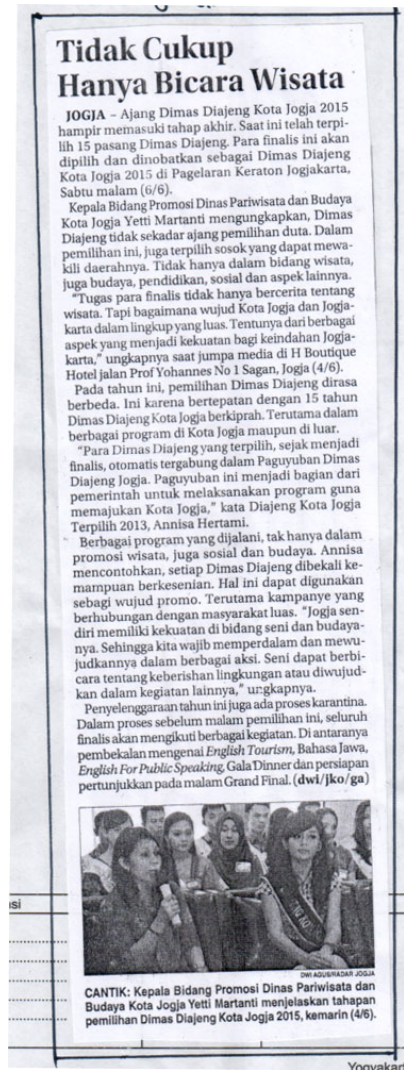 Tidak Cukup
Hanya Bicara Wisata
JOGJA – Ajang Dimas Diajeng Kota Jogja 2015
hampir memasuki tahap akhir. Saat ini telah terpi-
lih 15 pasang Dimas Diajeng. Para finalis ini akan
dipilih dan dinobatkan sebagai Dimas Diajeng
Kota Jogja 2015 di Pagelaran Keraton Jogjakarta,
Sabtu malam (6/6).
Kepala Bidang Promosi Dinas Pariwisata dan Budaya
Kota Jogja Yetti Martanti mengungkapkan, Dimas
Diajeng tidak sekadar ajang pemilihan duta. Dalam
pemilihan ini, juga terpilih sosok yang dapat mewa-
kili daerahnya. Tidak hanya dalam bidang wisata,
juga budaya, pendidikan, sosial dan aspek lainnya.
"Tugas para finalis tidak hanya bercerita tentang
wisata. Tapi bagaimana wujud Kota Jogja dan Jogja-
karta dalam lingkup yang luas. Tentunya dari berbagai
aspek yang menjadi kekuatan bagi keindahan Jogja-
karta," ungkapnya saat jumpa media di H Boutique
Hotel jalan Prof Yohannes No 1 Sagan, Jogja (4/6).
Pada tahun ini, pemilihan Dimas Diajeng dirasa
berbeda. Ini karena bertepatan dengan 15 tahun
Dimas Diajeng Kota Jogja berkiprah. Terutama dalam
berbagai program di Kota Jogja maupun di luar.
"Para Dimas Diajeng yang terpilih, sejak menjadi
finalis, otomatis tergabung dalam Paguyuban Dimas
Diajeng Jogja. Paguyuban ini menjadi bagian dari
pemerintah untuk melaksanakan program guna
memajukan Kota Jogja," kata Diajeng Kota Jogja
Terpilih 2013, Annisa Hertami.
Berbagai program yang dijalani, tak hanya dalam
promosi wisata, juga sosial dan budaya. Annisa
mencontohkan, setiap Dimas Diajeng dibekali ke-
mampuan berkesenian. Hal ini dapat digunakan
sebagi wujud promo. Terutama kampanye yang
berhubungan dengan masyarakat luas. "Jogja sen-
diri memiliki kekuatan di bidang seni dan budaya-
nya. Sehingga kita wajib memperdalam dan mewu-
judkannya dalam berbagai aksi. Seni dapat berbi-
cara tentang keberishan lingkungan atau diwujud-
kan dalam kegiatan lainnya," ungkapnya.
Penyelenggaraan tahun ini juga ada proses karantina.
Dalam proses sebelum malam pemilihan ini, seluruh
finalis akan mengikuti berbagai kegiatan. Di antaranya
pembekalan mengenai English Tourism, Bahasa Jawa,
English For Public Speaking, Gala Dinner dan persiapan
pertunjukkan pada malam Grand Final. (dwi/jko/ga)
DWI AGUS/RADAR JOGJA
CANTIK: Kepala Bidang Promosi Dinas Pariwisata dan
Budaya Kota Jogja Yetti Martanti menjelaskan tahapan
pemilihan Dimas Diajeng Kota Jogja 2015, kemarin (4/6).